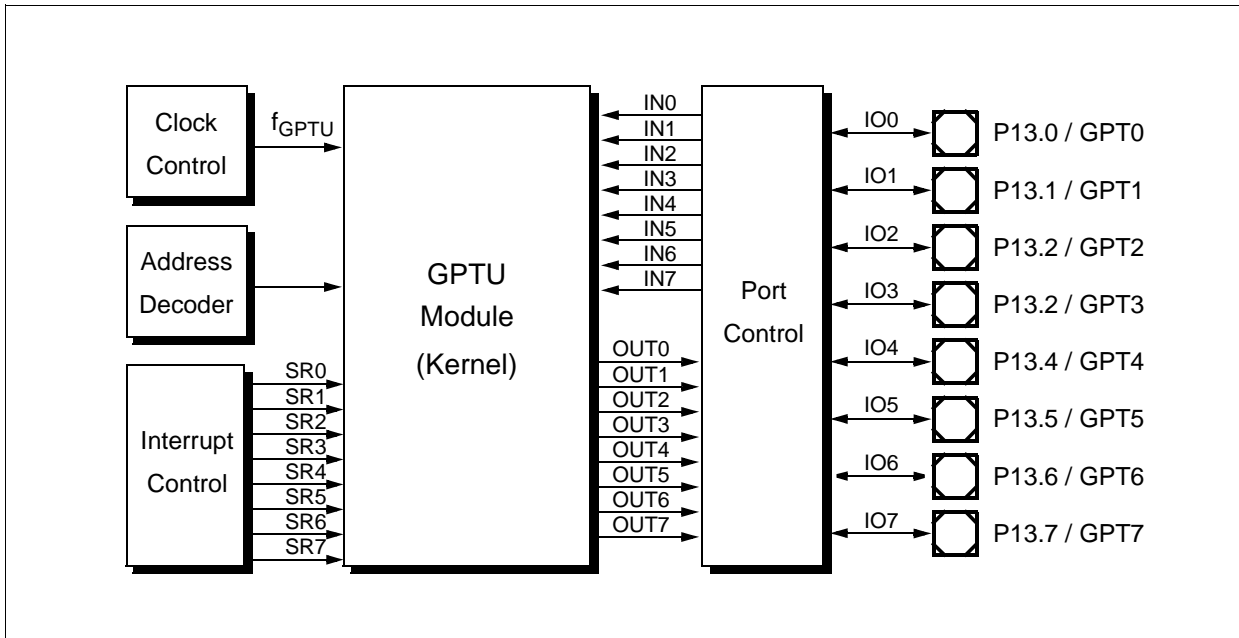 Clock
Control
fGPTU
Address
Decoder
Interrupt
Control
SR0
SR1
SR2
SR3
SR4
SR5
SR6
SR7
GPTU
Module
(Kernel)
IN0
IN1
IN2
IN3
IN4
IN5
IN6
IN7
OUT0
OUT1
OUT2
OUT3
OUT4
OUT5
OUT6
OUT7
Port
Control
IO0
IO1
IO2
IO3
IO4
IO5
IO6
IO7
P13.0 / GPT0
P13.1 / GPT1
P13.2 / GPT2
P13.2 / GPT3
P13.4 / GPT4
P13.5 / GPT5
P13.6 / GPT6
P13.7 / GPT7